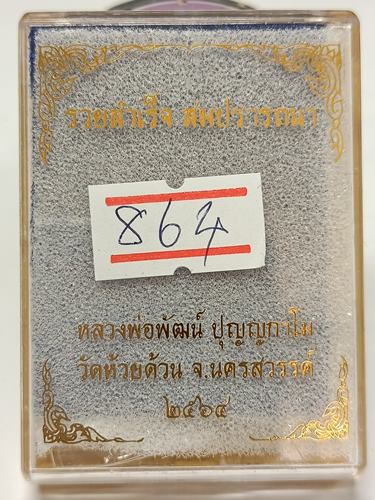 รวยสำเร็จ สมปรารถนา
864
หลวงพ่อพัฒน์ ปุญญกาโม
วัดห้วยด้วน จ.นครสวรรค์
๒๕๖๔